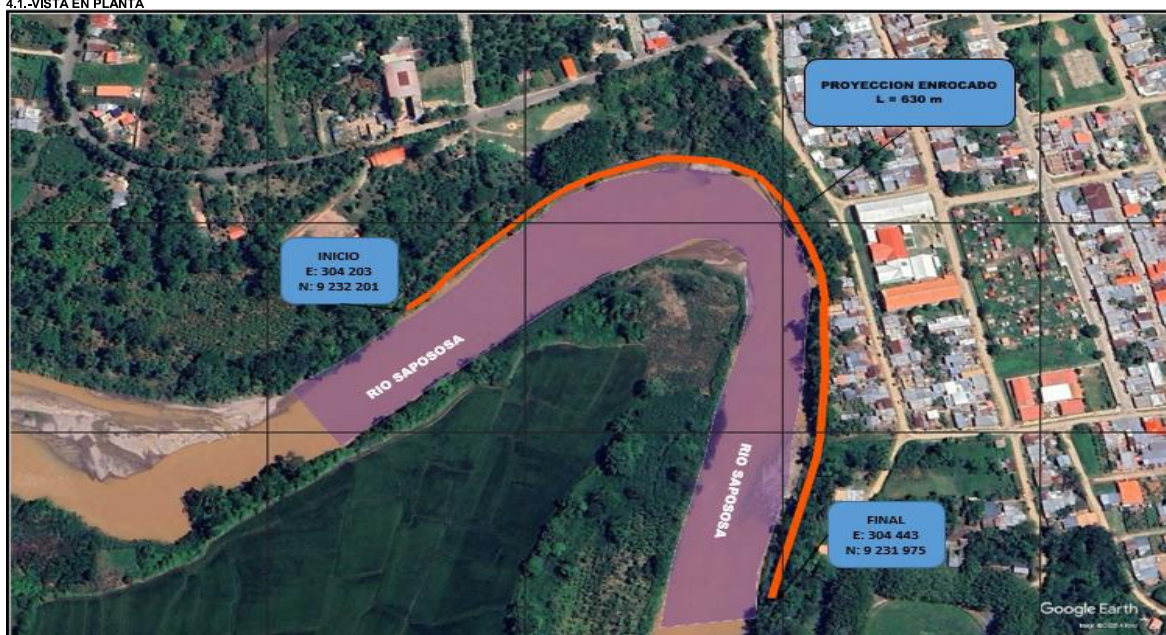 4.1.-VISTA EN PLANTA
PROYECCION ENROCADO
L = 630 m
INICIO
E: 304 203
N: 9 232 201
RIO SAPOSOSA
RIO SAPOSOSA
FINAL
E: 304 443
N: 9 231 975
Google Earth